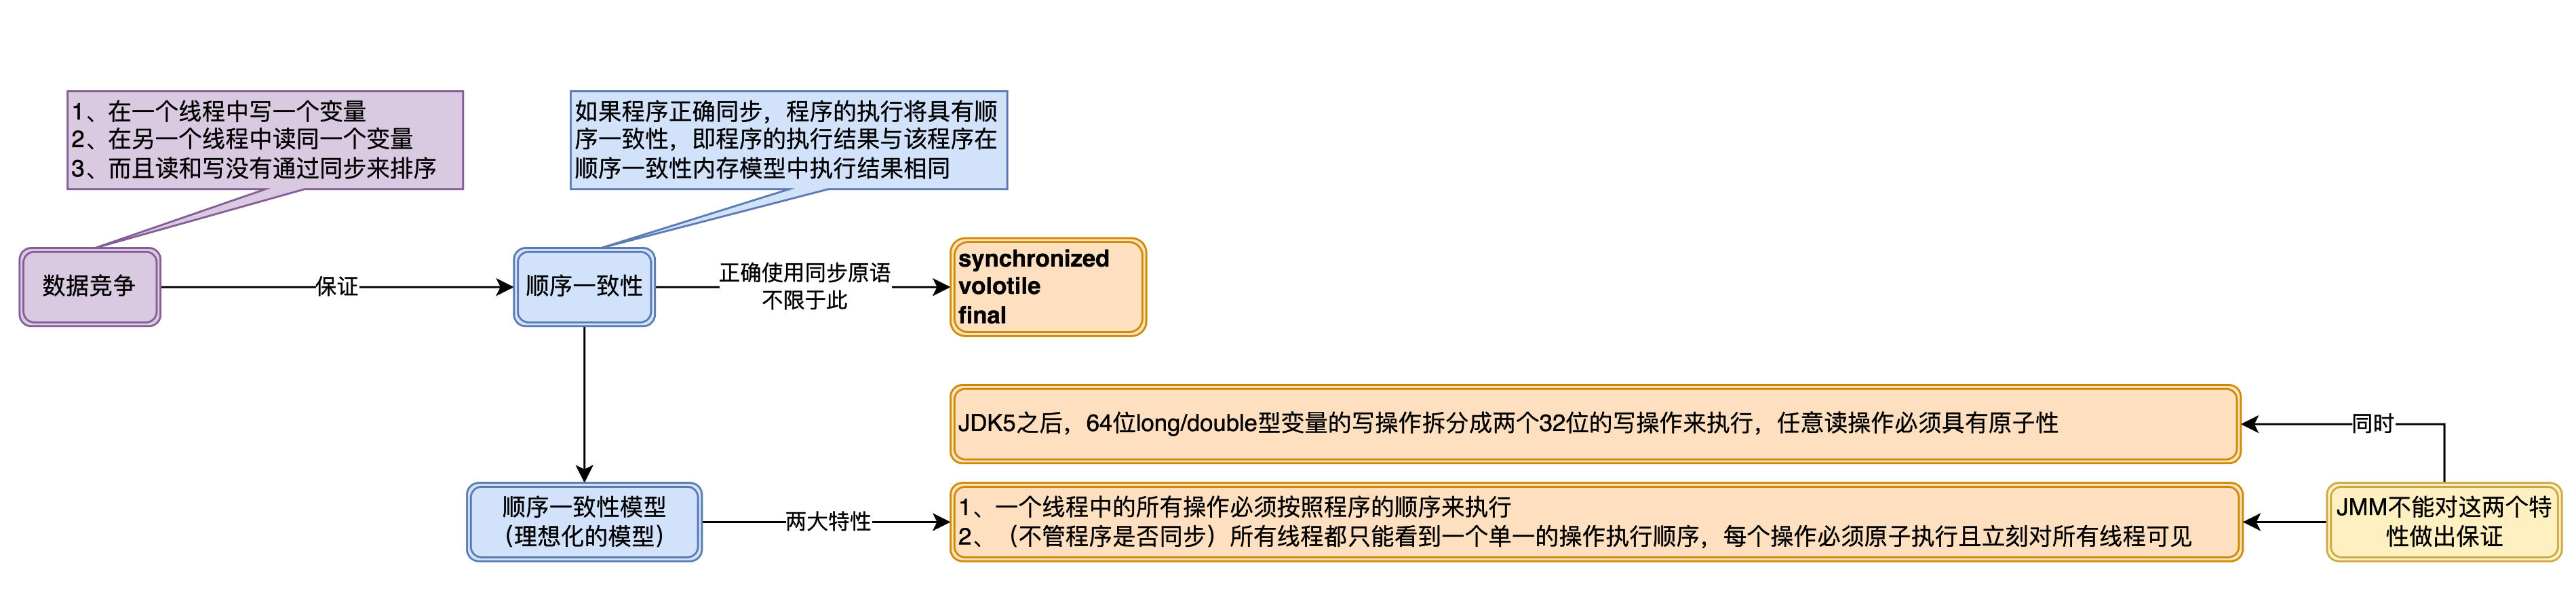 1、在一个线程中写一个变量
2、在另一个线程中读同一个变量
3、而且读和写没有通过同步来排序
如果程序正确同步，程序的执行将具有顺
序一致性，即程序的执行结果与该程序在
顺序一致性内存模型中执行结果相同
数据竞争
保证
顺序一致性
正确使用同步原语
不限于此
synchronized
volotile
final
JDK5之后，64位long/double型变量的写操作拆分成两个32位的写操作来执行，任意读操作必须具有原子性
同时
顺序一致性模型
（理想化的模型）
两大特性
1、一个线程中的所有操作必须按照程序的顺序来执行
2、（不管程序是否同步）所有线程都只能看到一个单一的操作执行顺序，每个操作必须原子执行且立刻对所有线程可见
JMM不能对这两个特
性做出保证